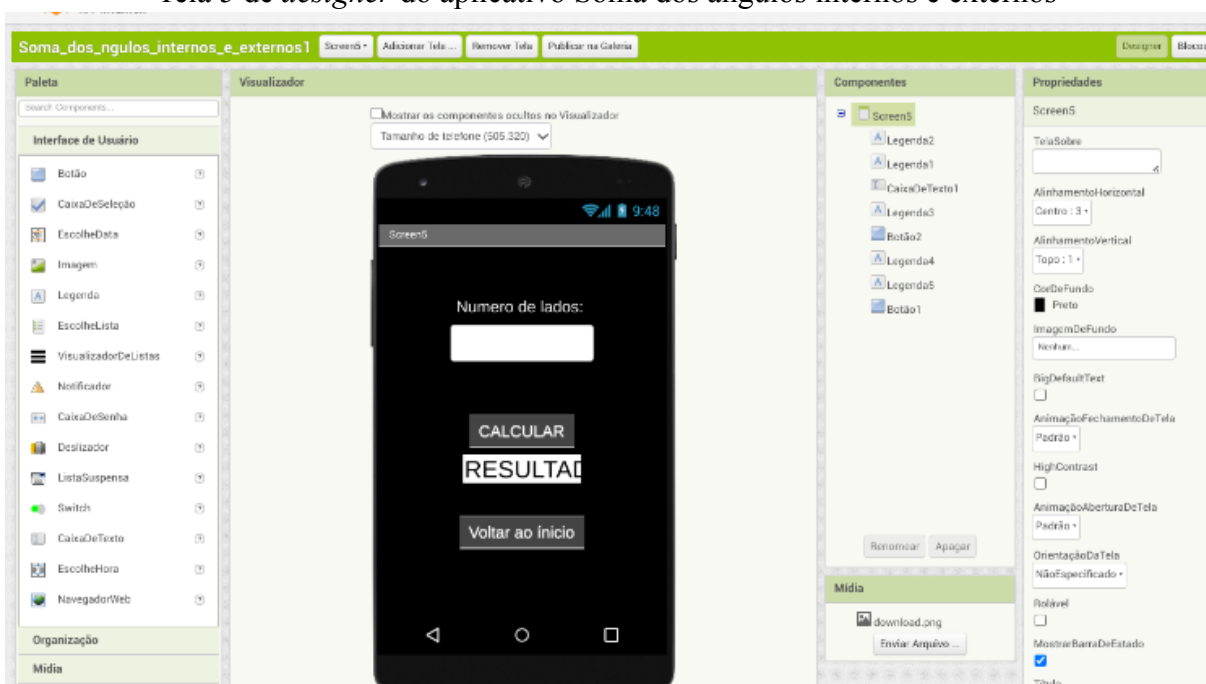 Tela 5 de designer do aplicativo Soma dos ângulos internos e externos
Soma_dos_ngulos_internos_e_externos1
Screen5
Adicionar Tela ...
Remover Tela
Publicar na Galeria
Designer
Blocos
Paleta
Search Components...
Interface de Usuário
Botão
CaixaDeSeleção
EscolheData
Imagem
Legenda
EscolheLista
VisualizadorDeListas
Notificador
CaixaDeSenha
Deslizador
ListaSuspensa
Switch
CaixaDeTexto
EscolheHora
NavegadorWeb
Organização
Mídia
Visualizador
Mostrar os componentes ocultos no Visualizador
Tamanho de telefone (505,320)
9:48
Screen5
Numero de lados:
CALCULAR
RESULTAD
Voltar ao ínicio
Componentes
Screen5
Legenda2
Legenda1
CaixaDeTexto1
Legenda3
Botão2
Legenda4
Legenda5
Botão1
Renomear Apagar
Mídia
download.png
Enviar Arquivo ...
Propriedades
Screen5
TelaSobre
AlinhamentoHorizontal
Centro : 3
AlinhamentoVertical
Topo : 1
CorDeFundo
Preto
ImagemDeFundo
Nenhum...
BigDefaultText
AnimaçãoFechamentoDeTela
Padrão
HighContrast
AnimaçãoAberturaDeTela
Padrão
OrientaçãoDaTela
NãoEspecificado
Rolável
MostrarBarraDeEstado